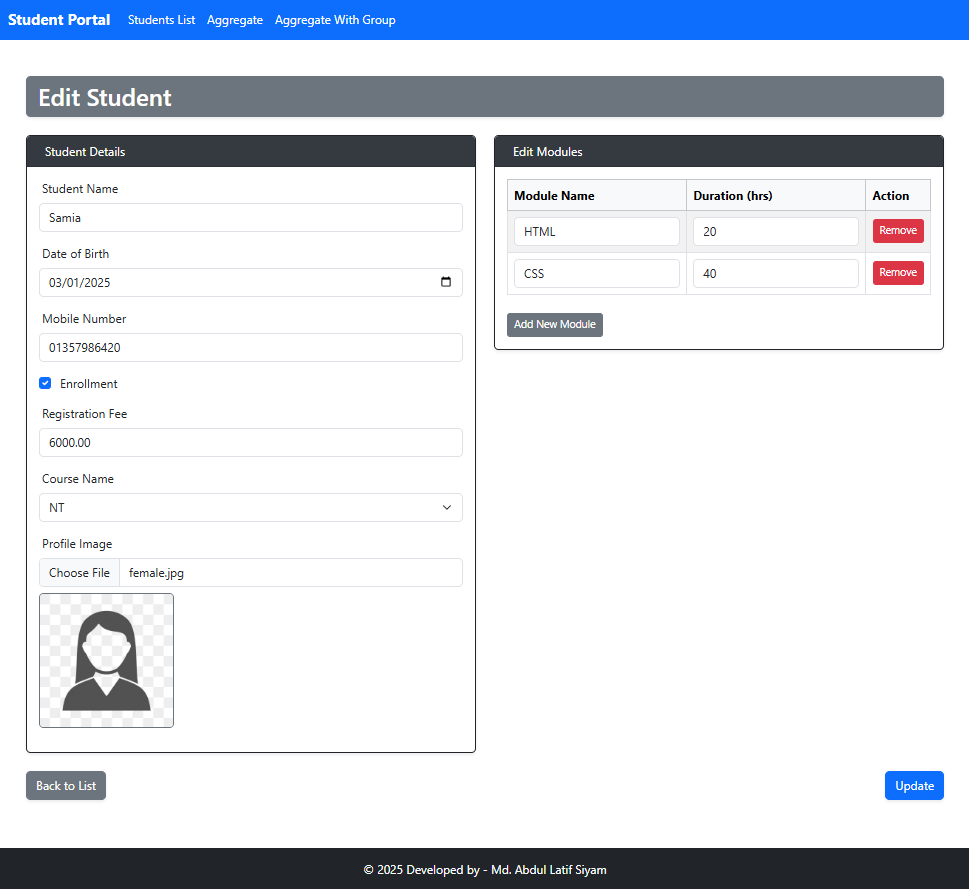 Student Portal Students List Aggregate Aggregate With Group
Edit Student
Student Details
Student Name
Samia
Date of Birth
03/01/2025
Mobile Number
01357986420
Enrollment
Registration Fee
6000.00
Course Name
NT
Profile Image
Choose File female.jpg
Edit Modules
Module Name Duration (hrs) Action
HTML 20 Remove
CSS 40 Remove
Add New Module
Back to List Update
© 2025 Developed by - Md. Abdul Latif Siyam